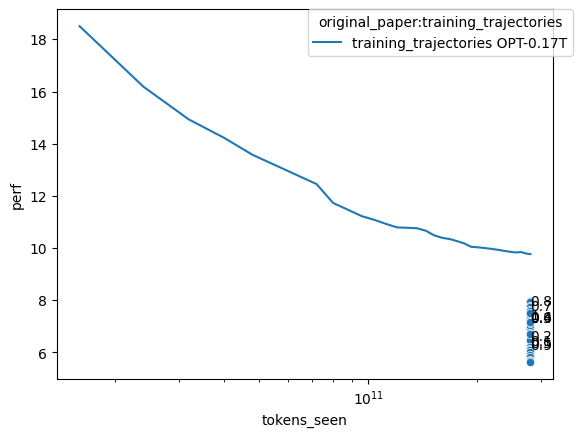 original_paper:training_trajectories
training_trajectories OPT-0.17T
18
16
14
12
10
8
6
perf
0.8
0.7
0.2
10^11
tokens_seen